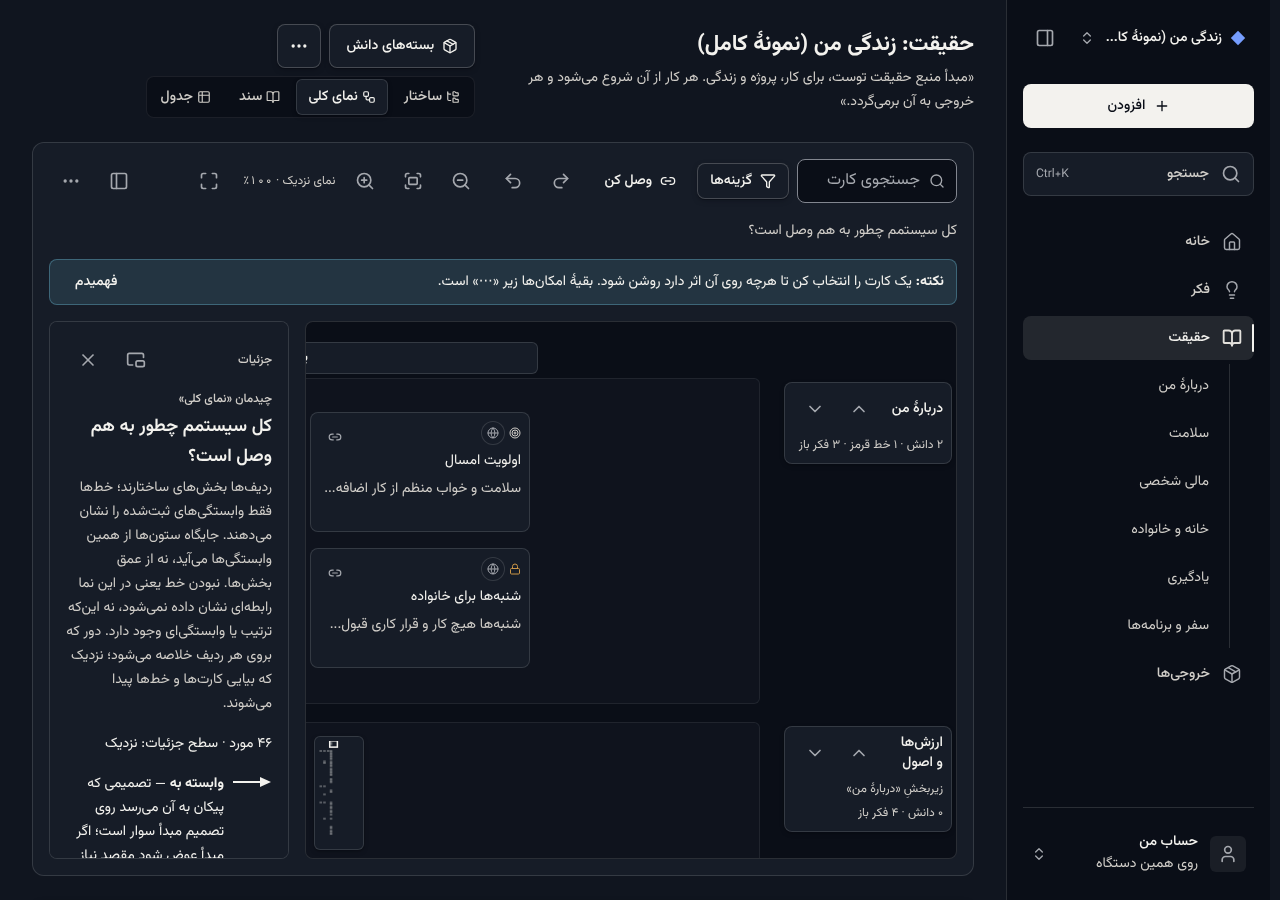 زندگی من (نمونهٔ کا...
افزودن
جستجو
Ctrl+K
خانه
فکر
حقیقت
دربارهٔ من
سلامت
مالی شخصی
خانه و خانواده
یادگیری
سفر و برنامه‌ها
خروجی‌ها
حساب من
روی همین دستگاه
حقیقت: زندگی من (نمونهٔ کامل)
«مبدأ منبع حقیقت توست، برای کار، پروژه و زندگی. هر کار از آن شروع می‌شود و هر
خروجی به آن برمی‌گردد.»
بسته‌های دانش
ساختار
نمای کلی
سند
جدول
جستجوی کارت
گزینه‌ها
وصل کن
نمای نزدیک · ۱۰۰٪
کل سیستمم چطور به هم وصل است؟
نکته: یک کارت را انتخاب کن تا هرچه روی آن اثر دارد روشن شود. بقیهٔ امکان‌ها زیر «···» است.
فهمیدم
دربارهٔ من
۲ دانش · ۱ خط قرمز · ۳ فکر باز
اولویت امسال
سلامت و خواب منظم از کار اضافه...
شنبه‌ها برای خانواده
شنبه‌ها هیچ کار و قرار کاری قبول...
ارزش‌ها
و اصول
زیربخشِ «دربارهٔ من»
۰ دانش · ۴ فکر باز
جزئیات
چیدمان «نمای کلی»
کل سیستمم چطور به هم
وصل است؟
ردیف‌ها بخش‌های ساختارند؛ خط‌ها
فقط وابستگی‌های ثبت‌شده را نشان
می‌دهند. جایگاه ستون‌ها از همین
وابستگی‌ها می‌آید، نه از عمق
بخش‌ها. نبودن خط یعنی در این نما
رابطه‌ای نشان داده نمی‌شود، نه این‌که
ترتیب یا وابستگی‌ای وجود دارد. دور که
بروی هر ردیف خلاصه می‌شود؛ نزدیک
که بیایی کارت‌ها و خط‌ها پیدا
می‌شوند.
۴۶ مورد · سطح جزئیات: نزدیک
وابسته به – تصمیمی که
پیکان به آن می‌رسد روی
تصمیم مبدأ سوار است؛ اگر
مبدأ عوض شود مقصد نیاز